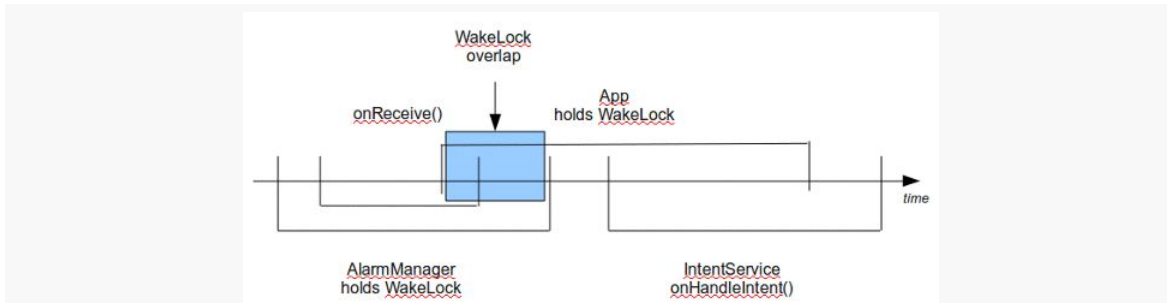 WakeLock
overlap
onReceive()
App
holds WakeLock
time
AlarmManager
holds WakeLock
IntentService
onHandleIntent()